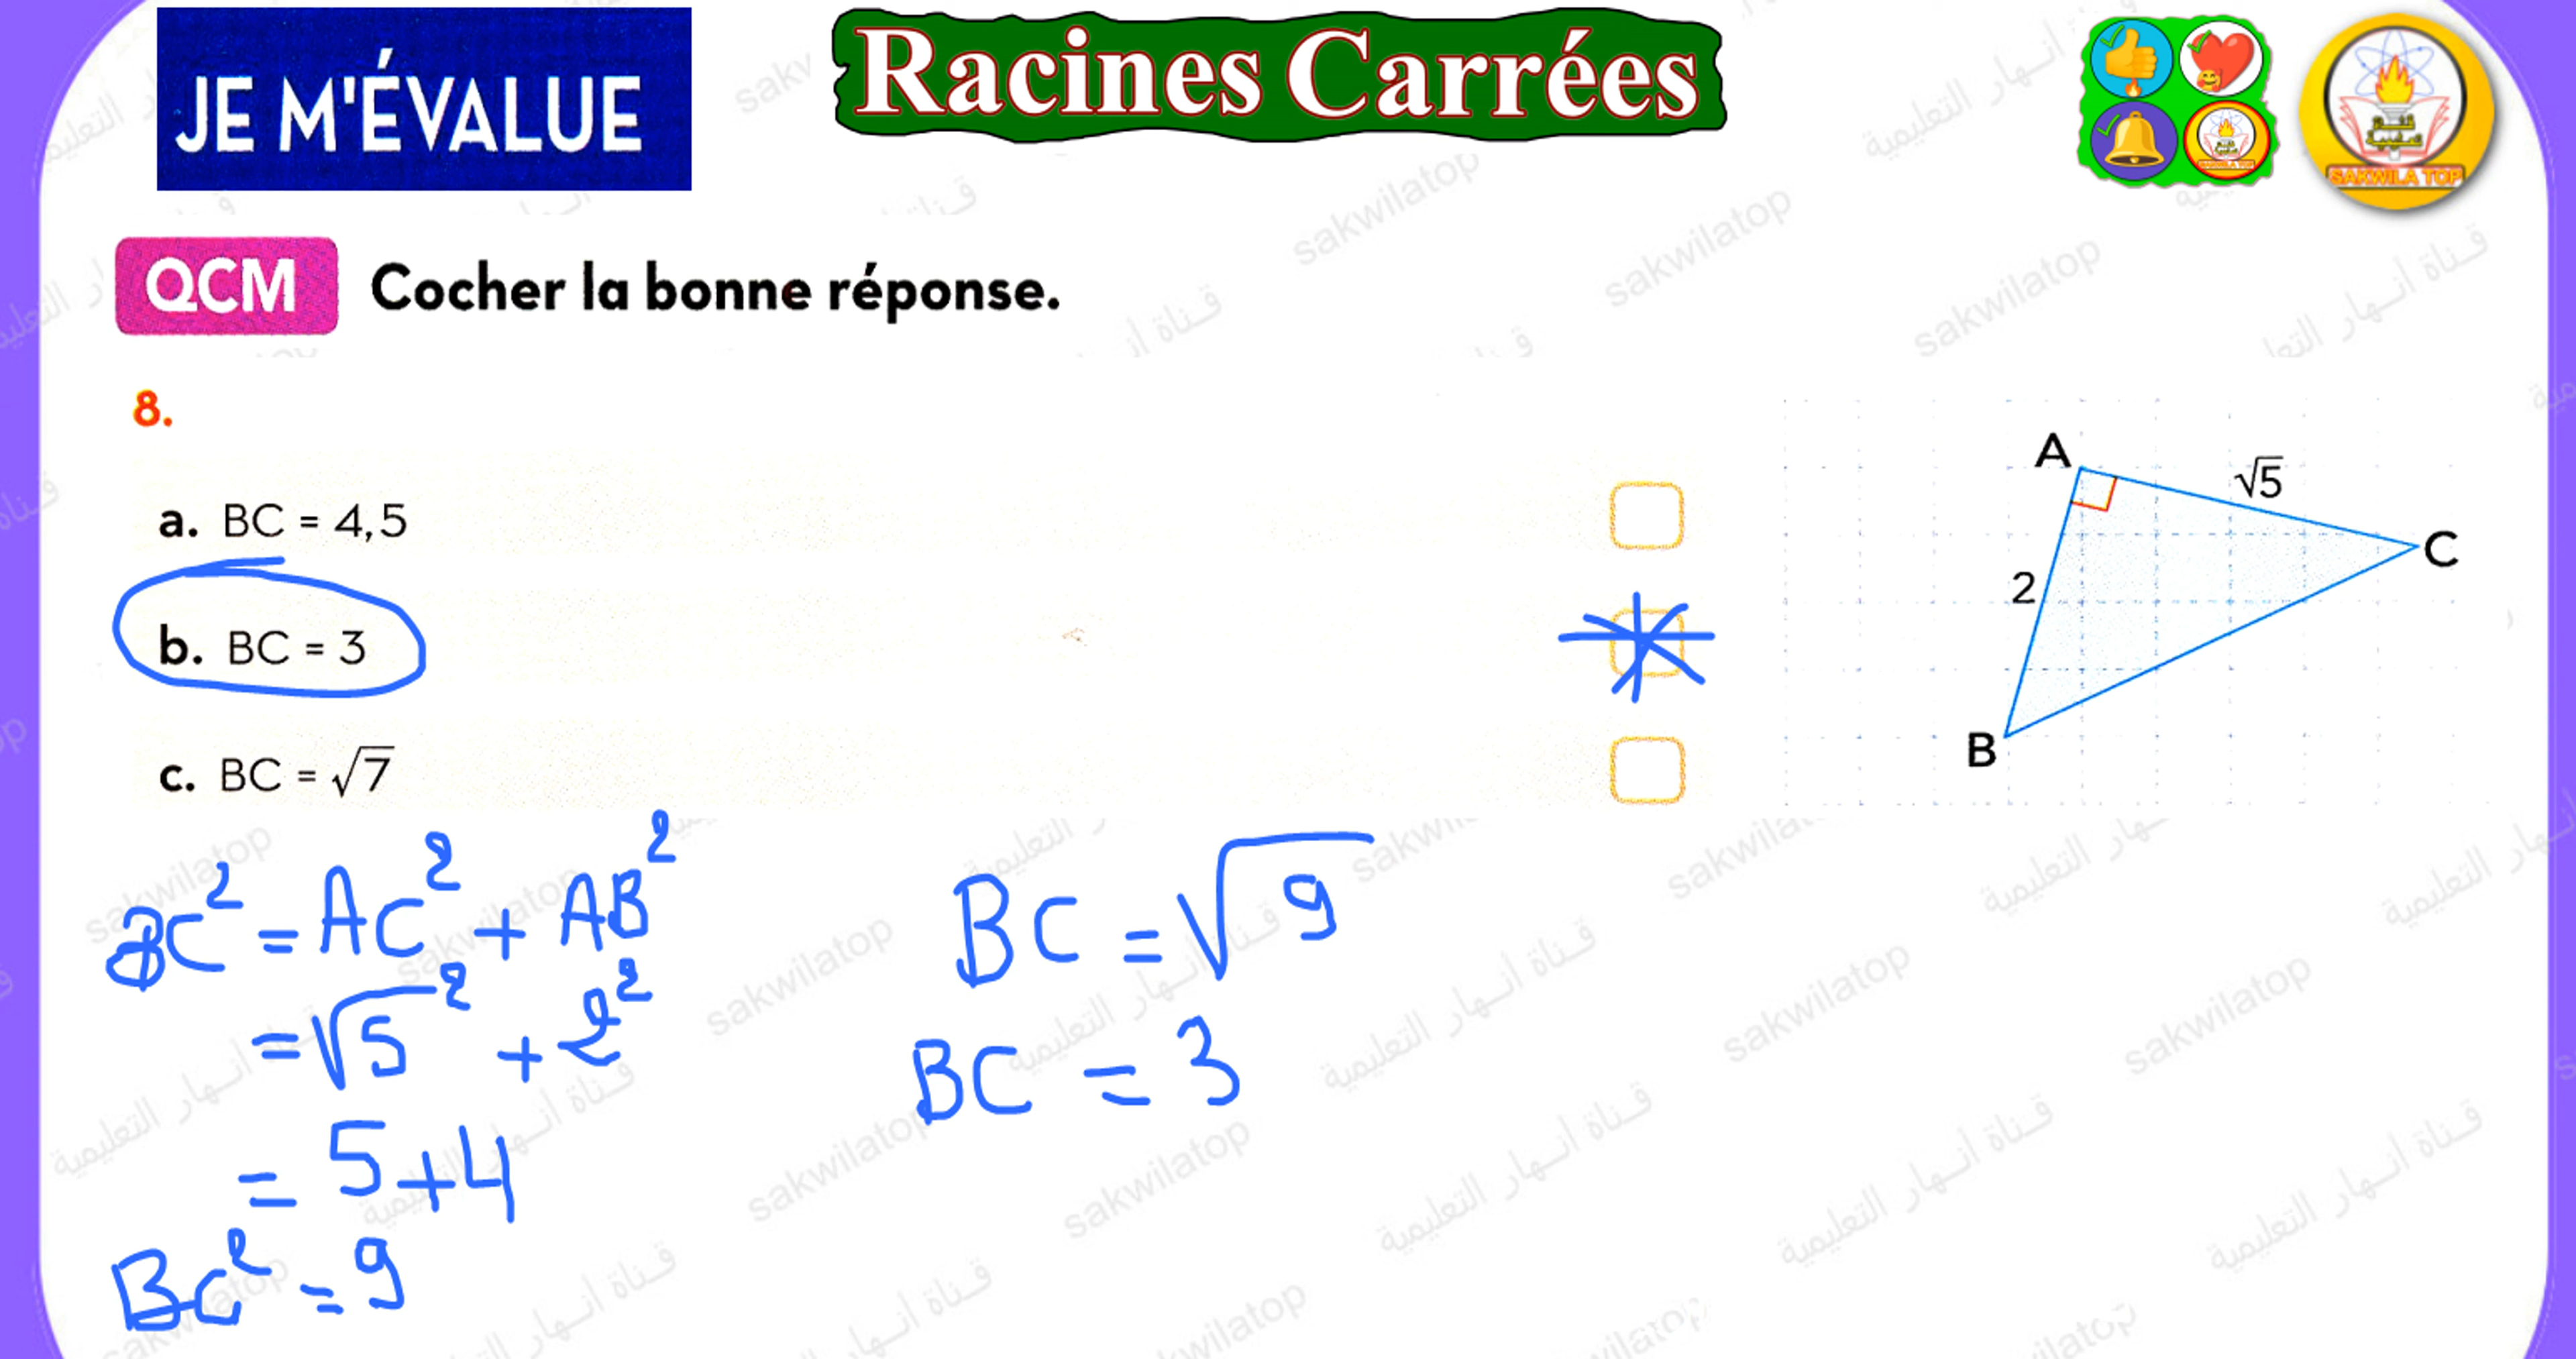 JE M'ÉVALUE
Racines Carrées
SAKWILA TOP
QCM Cocher la bonne réponse.
8.
a. BC = 4,5
b. BC = 3
c. BC = √7
A
√5
C
2
B
BC² = AC² + AB²
= √5² + 2²
= 5+4
BC² = 9
BC = √9
BC = 3
sakwilatop
قناة أنهار التعليمية